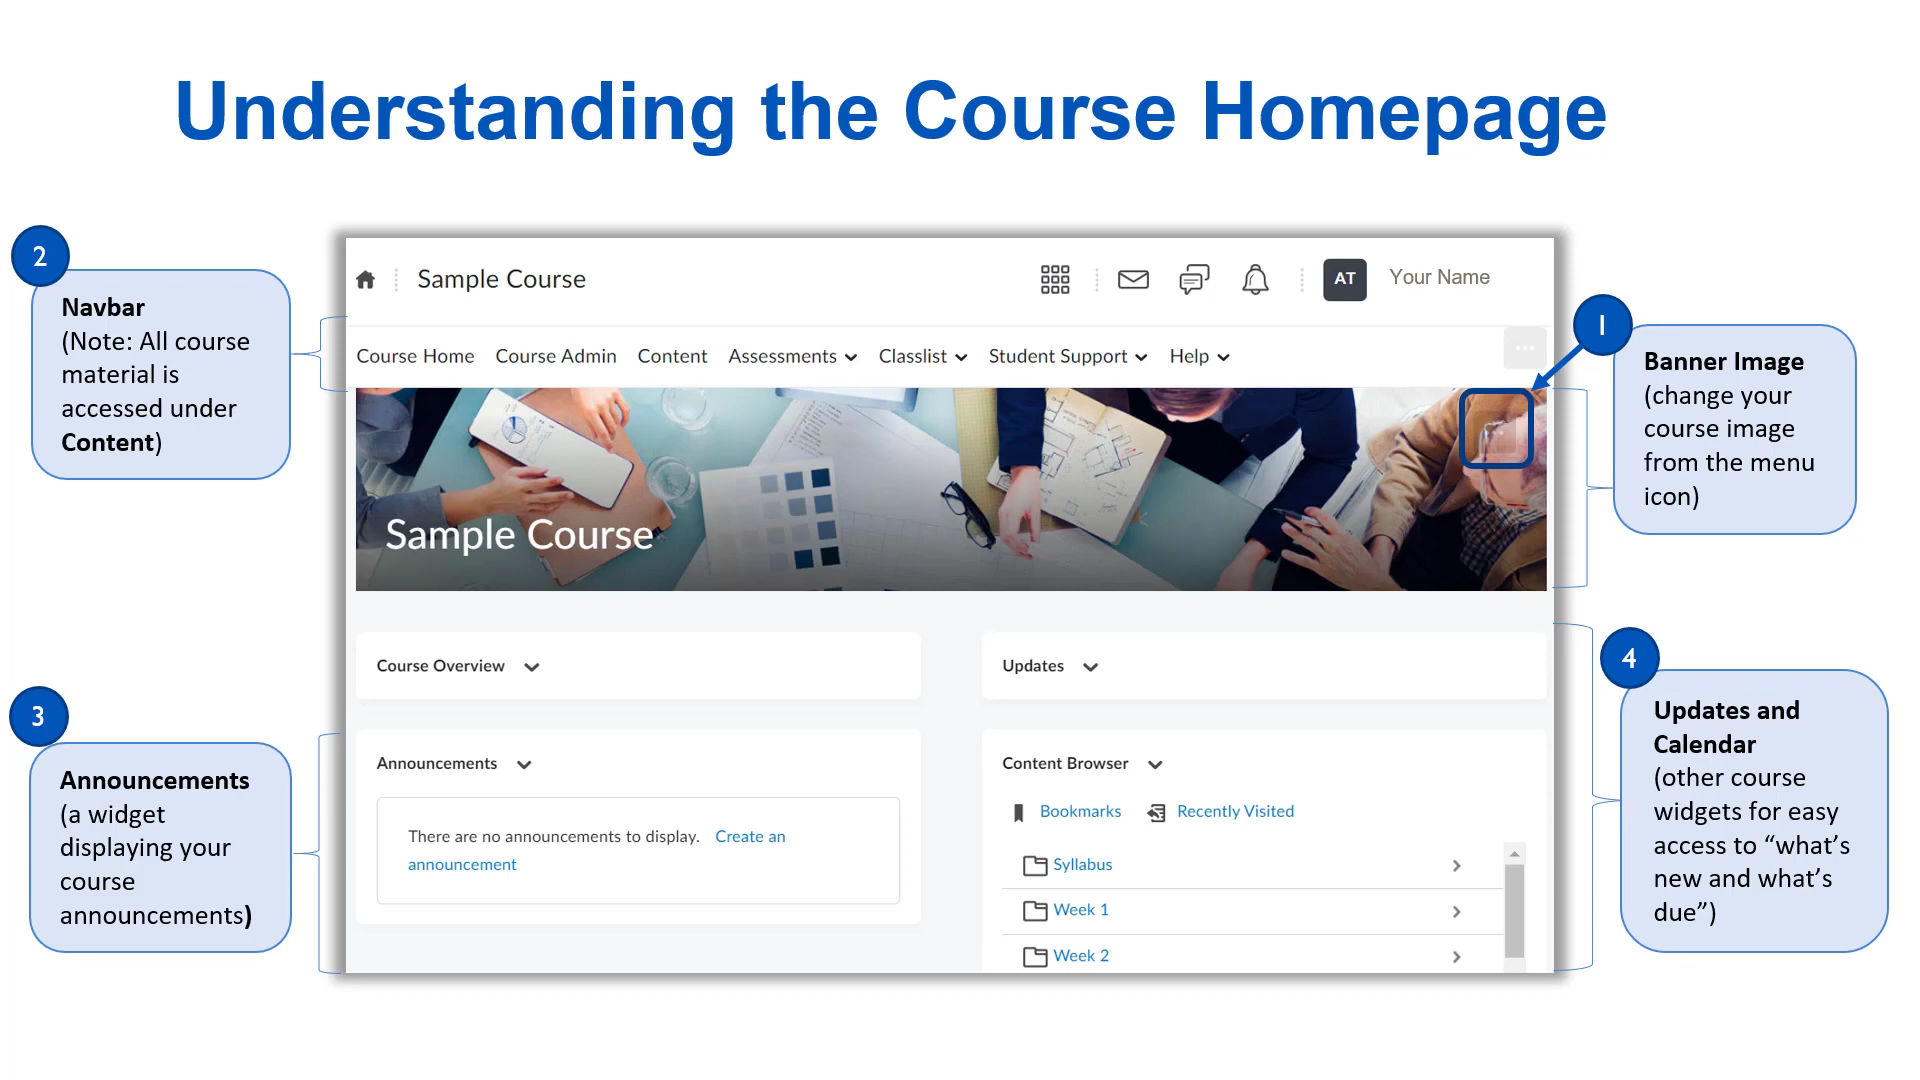 Understanding the Course Homepage
2
Navbar
(Note: All course
material is
accessed under
Content)
Sample Course
AT
Your Name
Course Home
Course Admin
Content
Assessments
Classlist
Student Support
Help
1
Banner Image
(change your
course image
from the menu
icon)
Sample Course
Course Overview
Updates
3
Announcements
(a widget
displaying your
course
announcements)
Announcements
There are no announcements to display. Create an
announcement
Content Browser
Bookmarks
Recently Visited
Syllabus
Week 1
Week 2
4
Updates and
Calendar
(other course
widgets for easy
access to “what’s
new and what’s
due”)